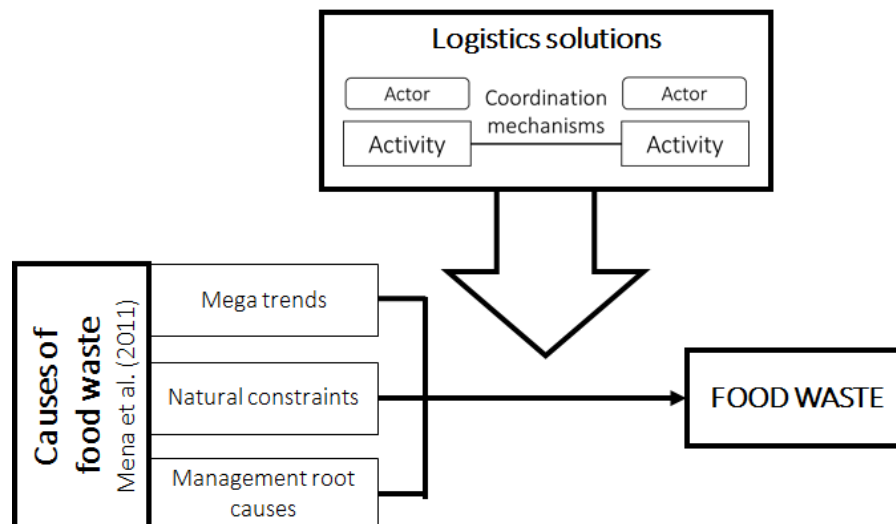 Logistics solutions
Actor
Coordination
mechanisms
Actor
Activity
Activity
Causes of
food waste
Mena et al. (2011)
Mega trends
Natural constraints
Management root
causes
FOOD WASTE